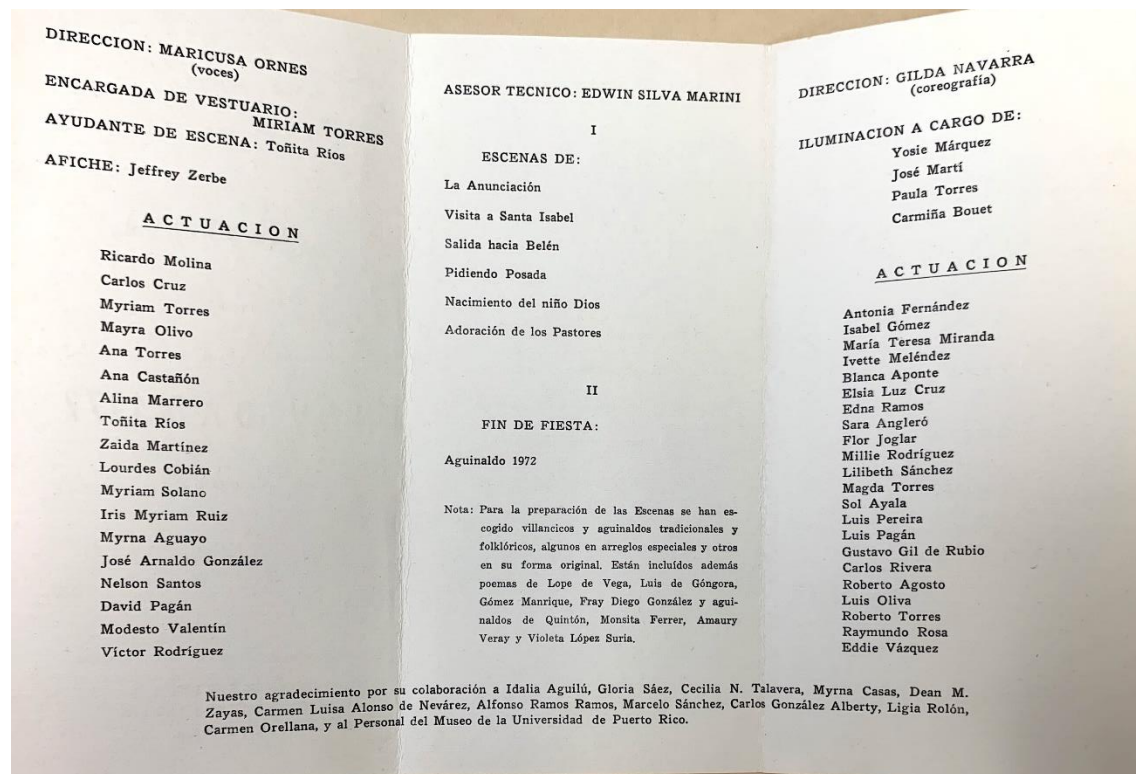 DIRECCION: MARICUSA ORNES
(voces)
ENCARGADA DE VESTUARIO:
MIRIAM TORRES
AYUDANTE DE ESCENA: Toñita Ríos
AFICHE: Jeffrey Zerbe
ACTUACION
Ricardo Molina
Carlos Cruz
Myriam Torres
Mayra Olivo
Ana Torres
Ana Castañón
Alina Marrero
Toñita Ríos
Zaida Martínez
Lourdes Cobián
Myriam Solano
Iris Myriam Ruiz
Myrna Aguayo
José Arnaldo González
Nelson Santos
David Pagán
Modesto Valentín
Víctor Rodríguez
ASESOR TECNICO: EDWIN SILVA MARINI
I
ESCENAS DE:
La Anunciación
Visita a Santa Isabel
Salida hacia Belén
Pidiendo Posada
Nacimiento del niño Dios
Adoración de los Pastores
II
FIN DE FIESTA:
Aguinaldo 1972
Nota: Para la preparación de las Escenas se han es-
cogido villancicos y aguinaldos tradicionales y
folklóricos, algunos en arreglos especiales y otros
en su forma original. Están incluídos además
poemas de Lope de Vega, Luis de Góngora,
Gómez Manrique, Fray Diego González y agui-
naldos de Quintón, Monsita Ferrer, Amaury
Veray y Violeta López Suria.
DIRECCION: GILDA NAVARRA
(coreografía)
ILUMINACION A CARGO DE:
Yosie Márquez
José Martí
Paula Torres
Carmiña Bouet
ACTUACION
Antonia Fernández
Isabel Gómez
María Teresa Miranda
Ivette Meléndez
Blanca Aponte
Elsia Luz Cruz
Edna Ramos
Sara Angleró
Flor Joglar
Millie Rodríguez
Lilibeth Sánchez
Magda Torres
Sol Ayala
Luis Pereira
Luis Pagán
Gustavo Gil de Rubio
Carlos Rivera
Roberto Agosto
Luis Oliva
Roberto Torres
Raymundo Rosa
Eddie Vázquez
Nuestro agradecimiento por su colaboración a Idalia Aguilú, Gloria Sáez, Cecilia N. Talavera, Myrna Casas, Dean M.
Zayas, Carmen Luisa Alonso de Nevárez, Alfonso Ramos Ramos, Marcelo Sánchez, Carlos González Alberty, Ligia Rolón,
Carmen Orellana, y al Personal del Museo de la Universidad de Puerto Rico.